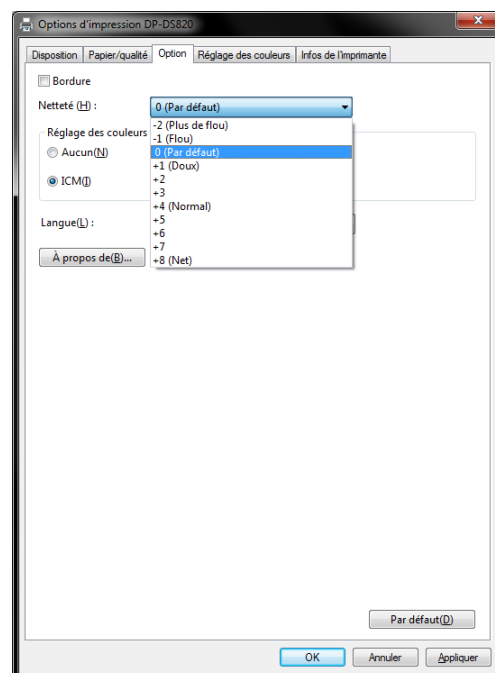 Options d'impression DP-DS820
Disposition Papier/qualité Option Réglage des couleurs Infos de l'imprimante
Bordure
Netteté (H) : 0 (Par défaut)
-2 (Plus de flou)
Réglage des couleurs -1 (Flou)
Aucun(N) 0 (Par défaut)
+1 (Doux)
ICM(I) +2
+3
+4 (Normal)
Langue(L) : +5
+6
+7
À propos de(B)... +8 (Net)
Par défaut(D)
OK Annuler Appliquer